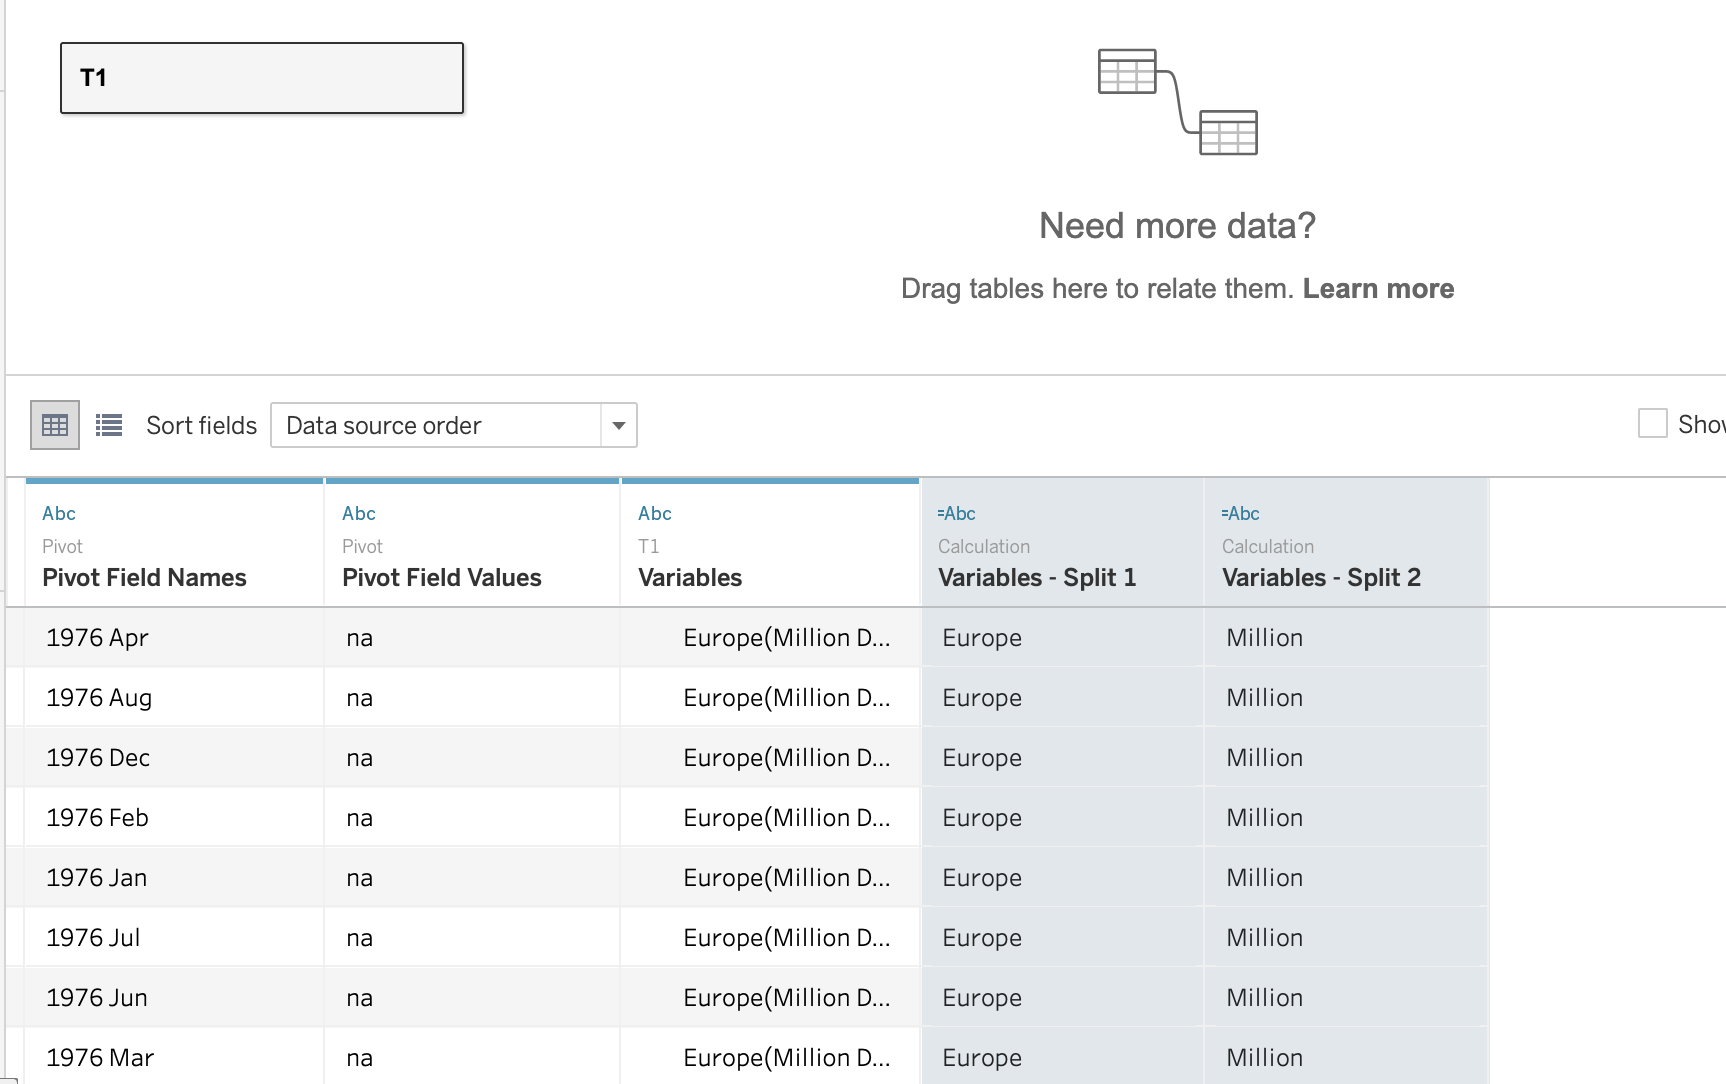 T1
Need more data?
Drag tables here to relate them. Learn more
Sort fields Data source order
Abc Abc Abc =Abc =Abc
Pivot Pivot T1 Calculation Calculation
Pivot Field Names Pivot Field Values Variables Variables - Split 1 Variables - Split 2
1976 Apr na Europe(Million D... Europe Million
1976 Aug na Europe(Million D... Europe Million
1976 Dec na Europe(Million D... Europe Million
1976 Feb na Europe(Million D... Europe Million
1976 Jan na Europe(Million D... Europe Million
1976 Jul na Europe(Million D... Europe Million
1976 Jun na Europe(Million D... Europe Million
1976 Mar na Europe(Million D... Europe Million